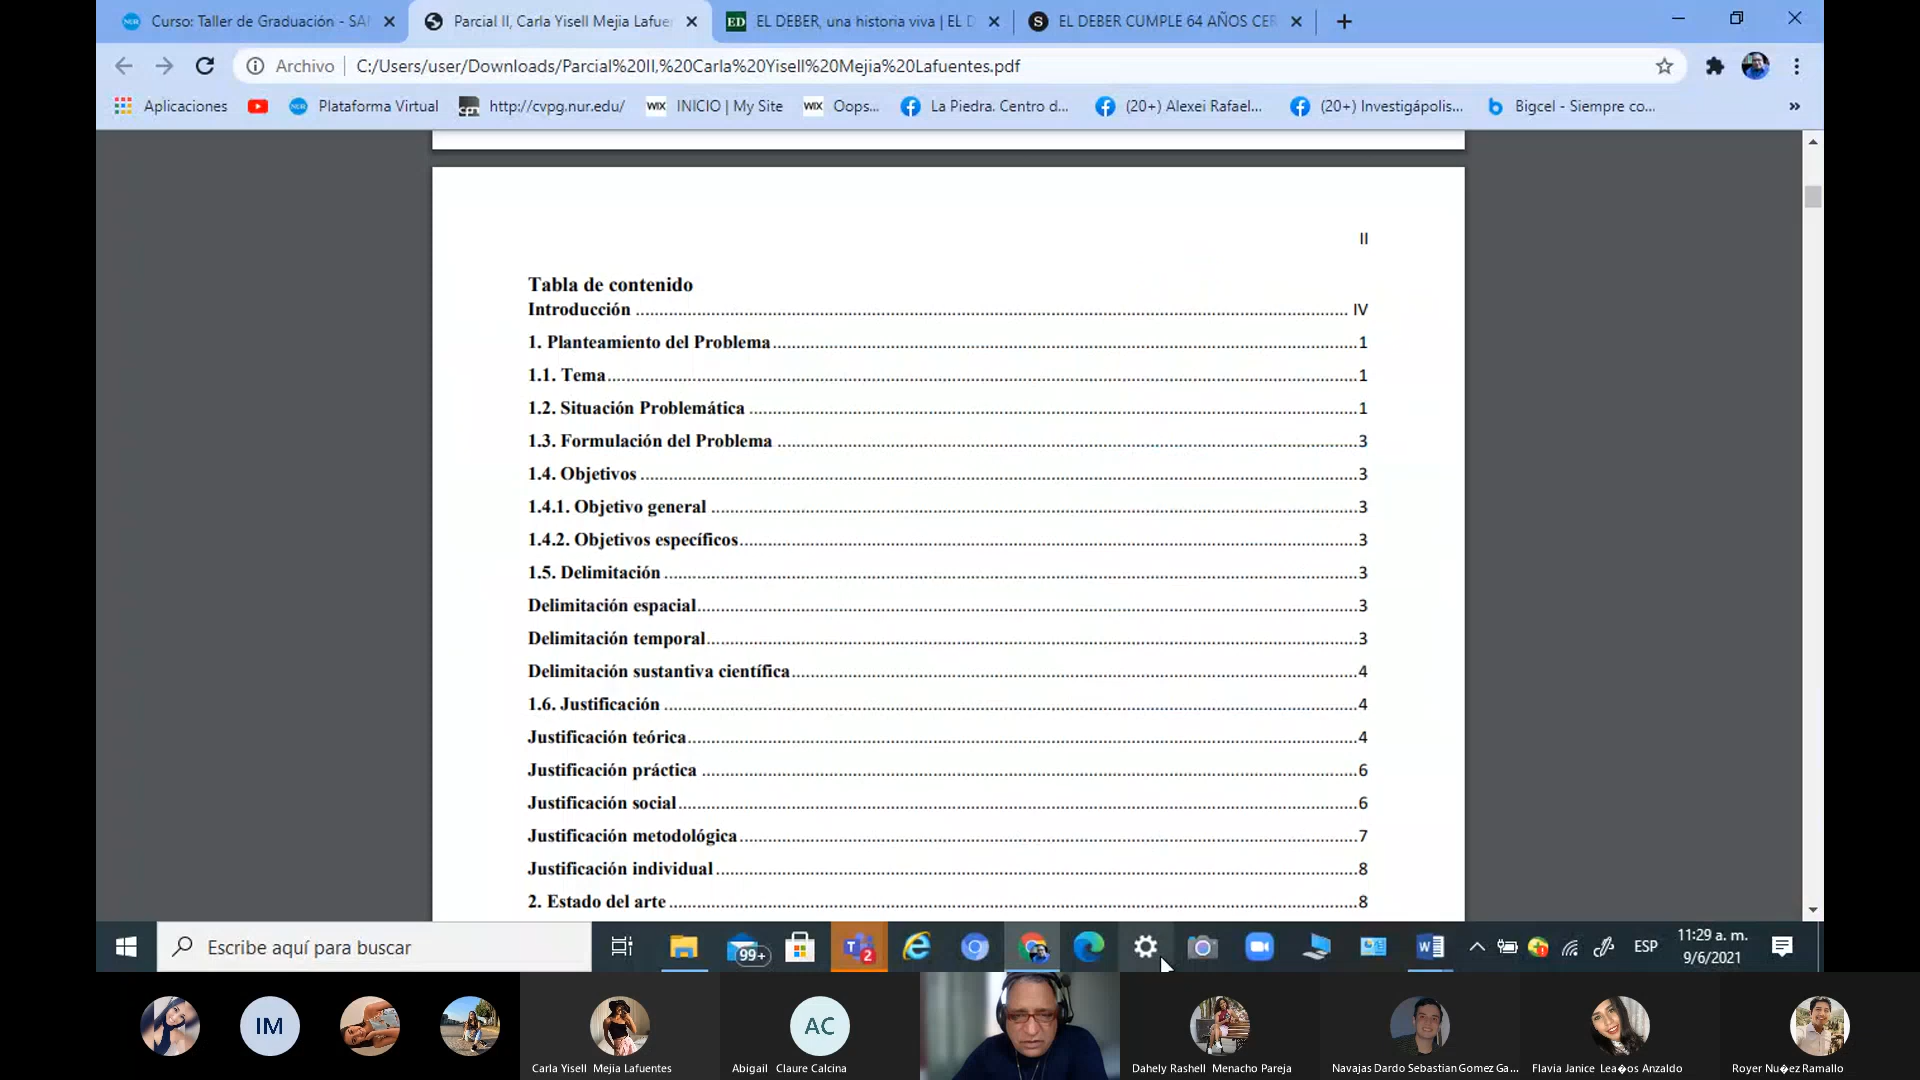 Curso: Taller de Graduación - SA
Parcial II, Carla Yisell Mejia Lafue
ED EL DEBER, una historia viva | EL D
S EL DEBER CUMPLE 64 AÑOS CER
Archivo C:/Users/user/Downloads/Parcial%20II,%20Carla%20Yisell%20Mejia%20Lafuentes.pdf
Aplicaciones
Plataforma Virtual
http://cvpg.nur.edu/
WIX INICIO | My Site
WIX Oops...
La Piedra. Centro d...
(20+) Alexei Rafael...
(20+) Investigápolis...
Bigcel - Siempre co...
»
II
Tabla de contenido
Introducción ........ IV
1. Planteamiento del Problema ........ 1
1.1. Tema ........ 1
1.2. Situación Problemática ........ 1
1.3. Formulación del Problema ........ 3
1.4. Objetivos ........ 3
1.4.1. Objetivo general ........ 3
1.4.2. Objetivos específicos ........ 3
1.5. Delimitación ........ 3
Delimitación espacial ........ 3
Delimitación temporal ........ 3
Delimitación sustantiva científica ........ 4
1.6. Justificación ........ 4
Justificación teórica ........ 4
Justificación práctica ........ 6
Justificación social ........ 6
Justificación metodológica ........ 7
Justificación individual ........ 8
2. Estado del arte ........ 8
Escribe aquí para buscar
99+
2
ESP
11:29 a. m.
9/6/2021
IM
AC
Carla Yisell Mejia Lafuentes
Abigail Claure Calcina
Dahely Rashell Menacho Pareja
Navajas Dardo Sebastian Gomez Ga...
Flavia Janice Lea�os Anzaldo
Royer Nu�ez Ramallo